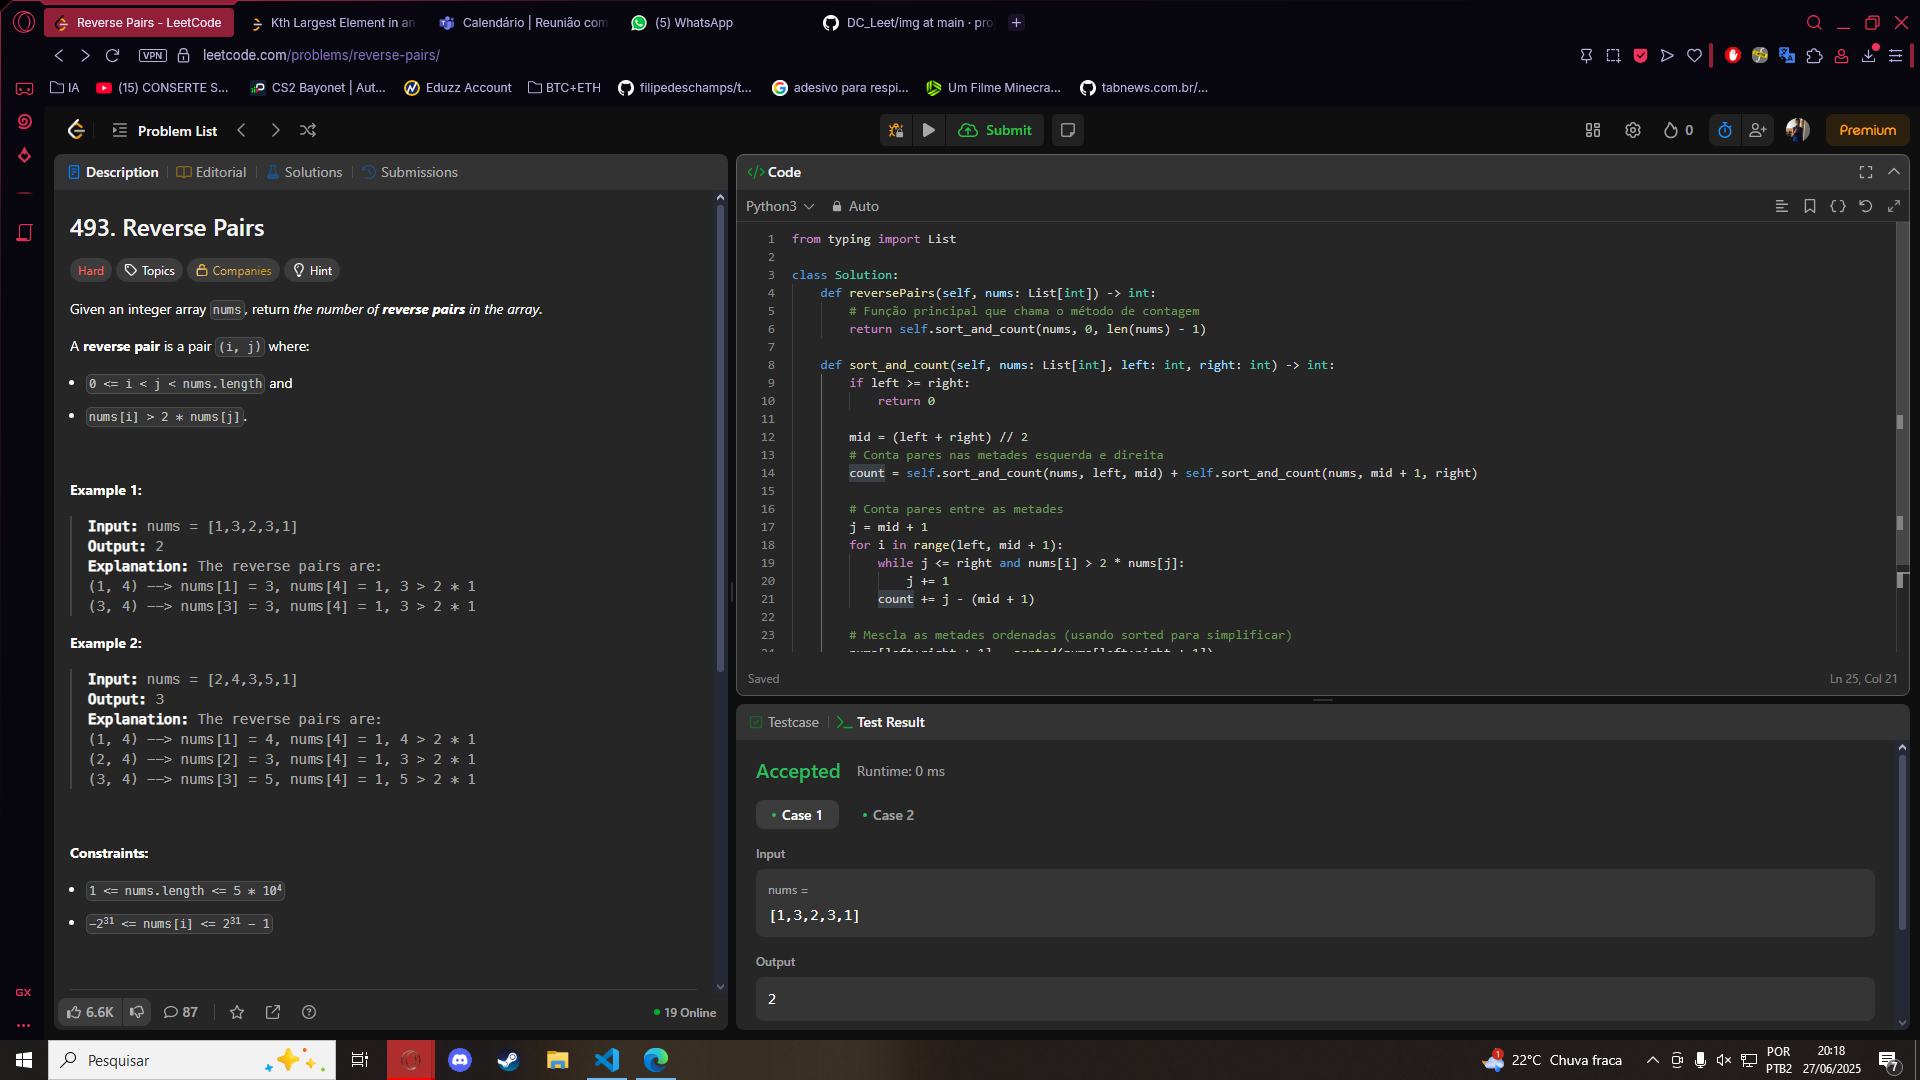 Reverse Pairs - LeetCode
Kth Largest Element in an
Calendário | Reunião com
(5) WhatsApp
DC_Leet/img at main · pro
VPN
leetcode.com/problems/reverse-pairs/
IA
(15) CONSERTE S...
CS2 Bayonet | Aut...
Eduzz Account
BTC+ETH
filipedeschamps/t...
adesivo para respi...
Um Filme Minecra...
tabnews.com.br/...
Problem List
Submit
0
Premium
Description
Editorial
Solutions
Submissions
493. Reverse Pairs
Hard
Topics
Companies
Hint
Given an integer array nums, return the number of reverse pairs in the array.
A reverse pair is a pair (i, j) where:
• 0 <= i < j < nums.length and
• nums[i] > 2 * nums[j].
Example 1:
Input: nums = [1,3,2,3,1]
Output: 2
Explanation: The reverse pairs are:
(1, 4) --> nums[1] = 3, nums[4] = 1, 3 > 2 * 1
(3, 4) --> nums[3] = 3, nums[4] = 1, 3 > 2 * 1
Example 2:
Input: nums = [2,4,3,5,1]
Output: 3
Explanation: The reverse pairs are:
(1, 4) --> nums[1] = 4, nums[4] = 1, 4 > 2 * 1
(2, 4) --> nums[2] = 3, nums[4] = 1, 3 > 2 * 1
(3, 4) --> nums[3] = 5, nums[4] = 1, 5 > 2 * 1
Constraints:
• 1 <= nums.length <= 5 * 10⁴
• -2³¹ <= nums[i] <= 2³¹ - 1
6.6K
87
19 Online
</> Code
Python3
Auto
1 from typing import List
2
3 class Solution:
4 def reversePairs(self, nums: List[int]) -> int:
5 # Função principal que chama o método de contagem
6 return self.sort_and_count(nums, 0, len(nums) - 1)
7
8 def sort_and_count(self, nums: List[int], left: int, right: int) -> int:
9 if left >= right:
10 return 0
11
12 mid = (left + right) // 2
13 # Conta pares nas metades esquerda e direita
14 count = self.sort_and_count(nums, left, mid) + self.sort_and_count(nums, mid + 1, right)
15
16 # Conta pares entre as metades
17 j = mid + 1
18 for i in range(left, mid + 1):
19 while j <= right and nums[i] > 2 * nums[j]:
20 j += 1
21 count += j - (mid + 1)
22
23 # Mescla as metades ordenadas (usando sorted para simplificar)
24 nums[left:right + 1] = sorted(nums[left:right + 1])
Saved
Ln 25, Col 21
Testcase
>_ Test Result
Accepted
Runtime: 0 ms
• Case 1
• Case 2
Input
nums =
[1,3,2,3,1]
Output
2
GX
Pesquisar
1
22°C Chuva fraca
POR
PTB2
20:18
27/06/2025
7